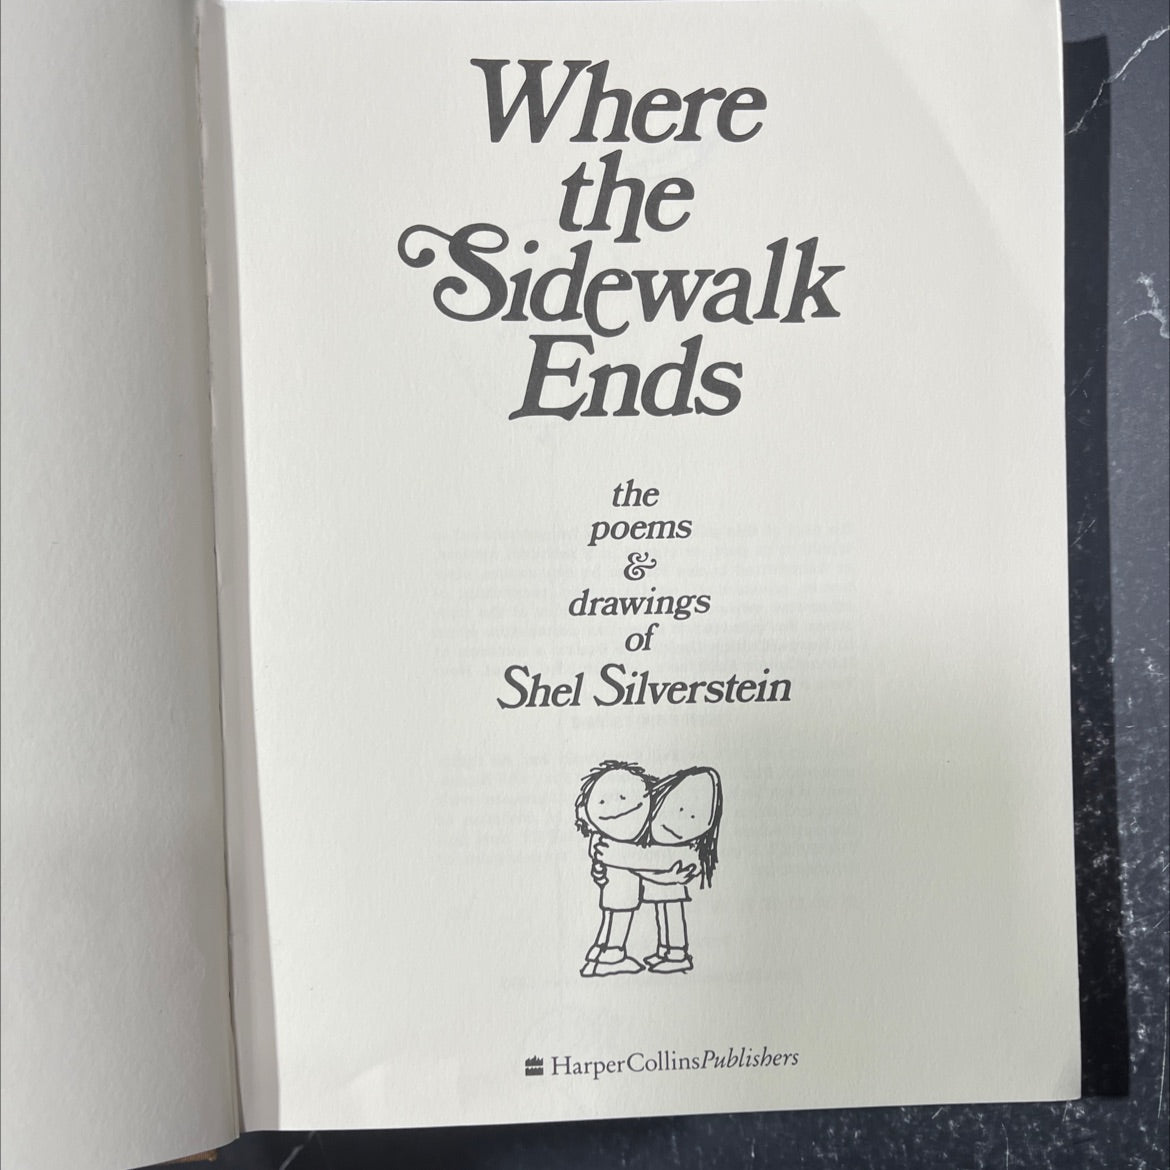 Where
the
Sidewalk
Ends
the
poems
&
drawings
of
Shel Silverstein
HarperCollinsPublishers